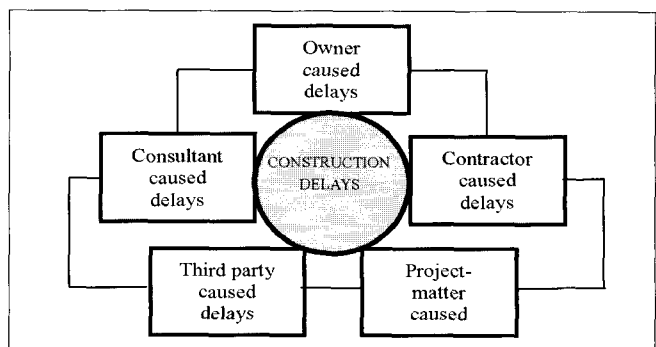 Owner
caused
delays
Consultant
caused
delays
CONSTRUCTION
DELAYS
Contractor
caused
delays
Third party
caused
delays
Project-
matter
caused